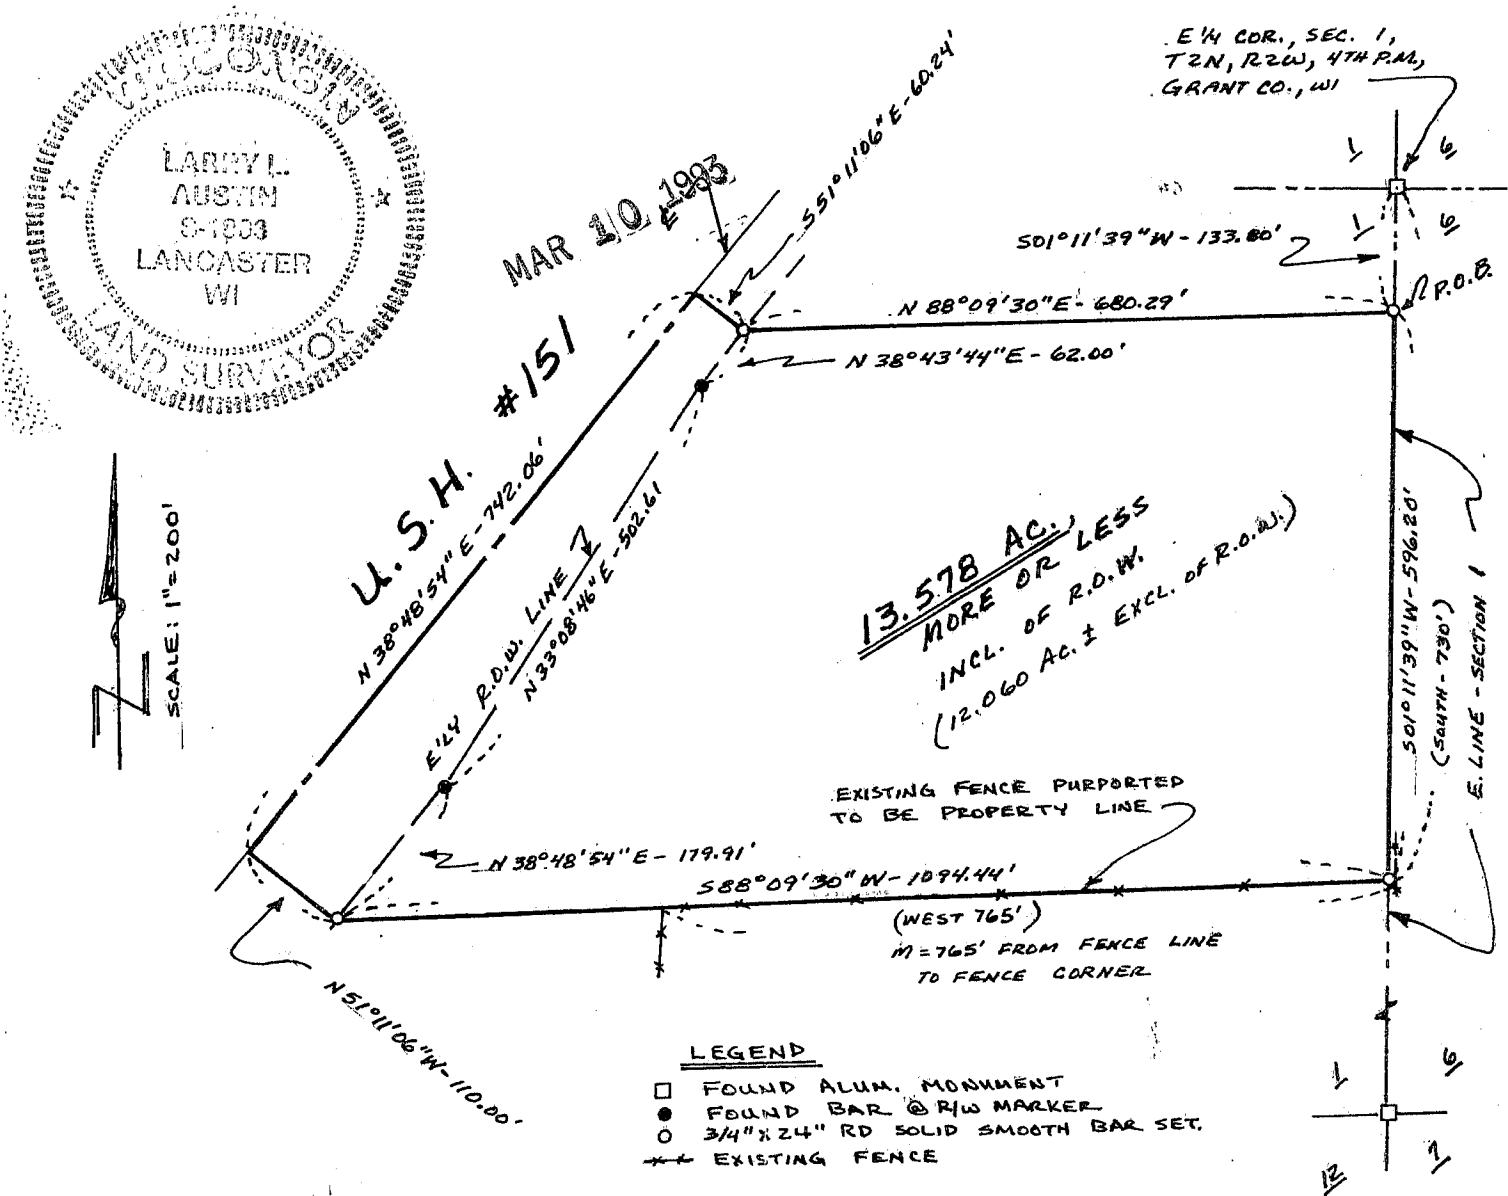 WISCONSIN
LARRY L.
AUSTIN
LANCASTER
WI
LAND SURVEYOR
MAR 10 1993
E 1/4 COR., SEC. 1,
T2N, R2W, 4TH P.M.,
GRANT CO., WI
1 6
1 6
S01°11'39"W - 133.80'
P.O.B.
S51°11'06"E - 60.24'
N 88°09'30"E - 680.29'
N 38°43'44"E - 62.00'
U.S.H. #151
N 38°48'54"E - 742.06'
E'LY R.O.W. LINE
N33°08'46"E - 502.61
SCALE: 1"=200'
13.578 AC.,
MORE OR LESS
INCL. OF R.O.W.
(12.060 AC. ± EXCL. OF R.O.W.)
S01°11'39"W - 596.20'
(SOUTH - 730')
E. LINE - SECTION 1
EXISTING FENCE PURPORTED
TO BE PROPERTY LINE
N 38°48'54"E - 179.91'
S88°09'30"W - 1094.44'
(WEST 765')
M = 765' FROM FENCE LINE
TO FENCE CORNER
N51°11'06"W - 110.00'
LEGEND
FOUND ALUM. MONUMENT
FOUND BAR @ R/W MARKER
3/4" x 24" RD SOLID SMOOTH BAR SET.
EXISTING FENCE
1 6
12 7